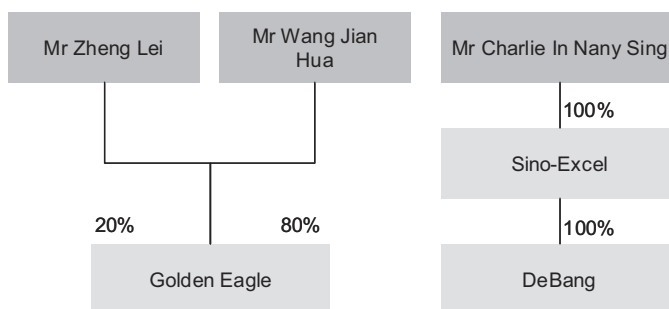 Mr Zheng Lei
Mr Wang Jian
Hua
Mr Charlie In Nany Sing
100%
Sino-Excel
20%
80%
100%
Golden Eagle
DeBang